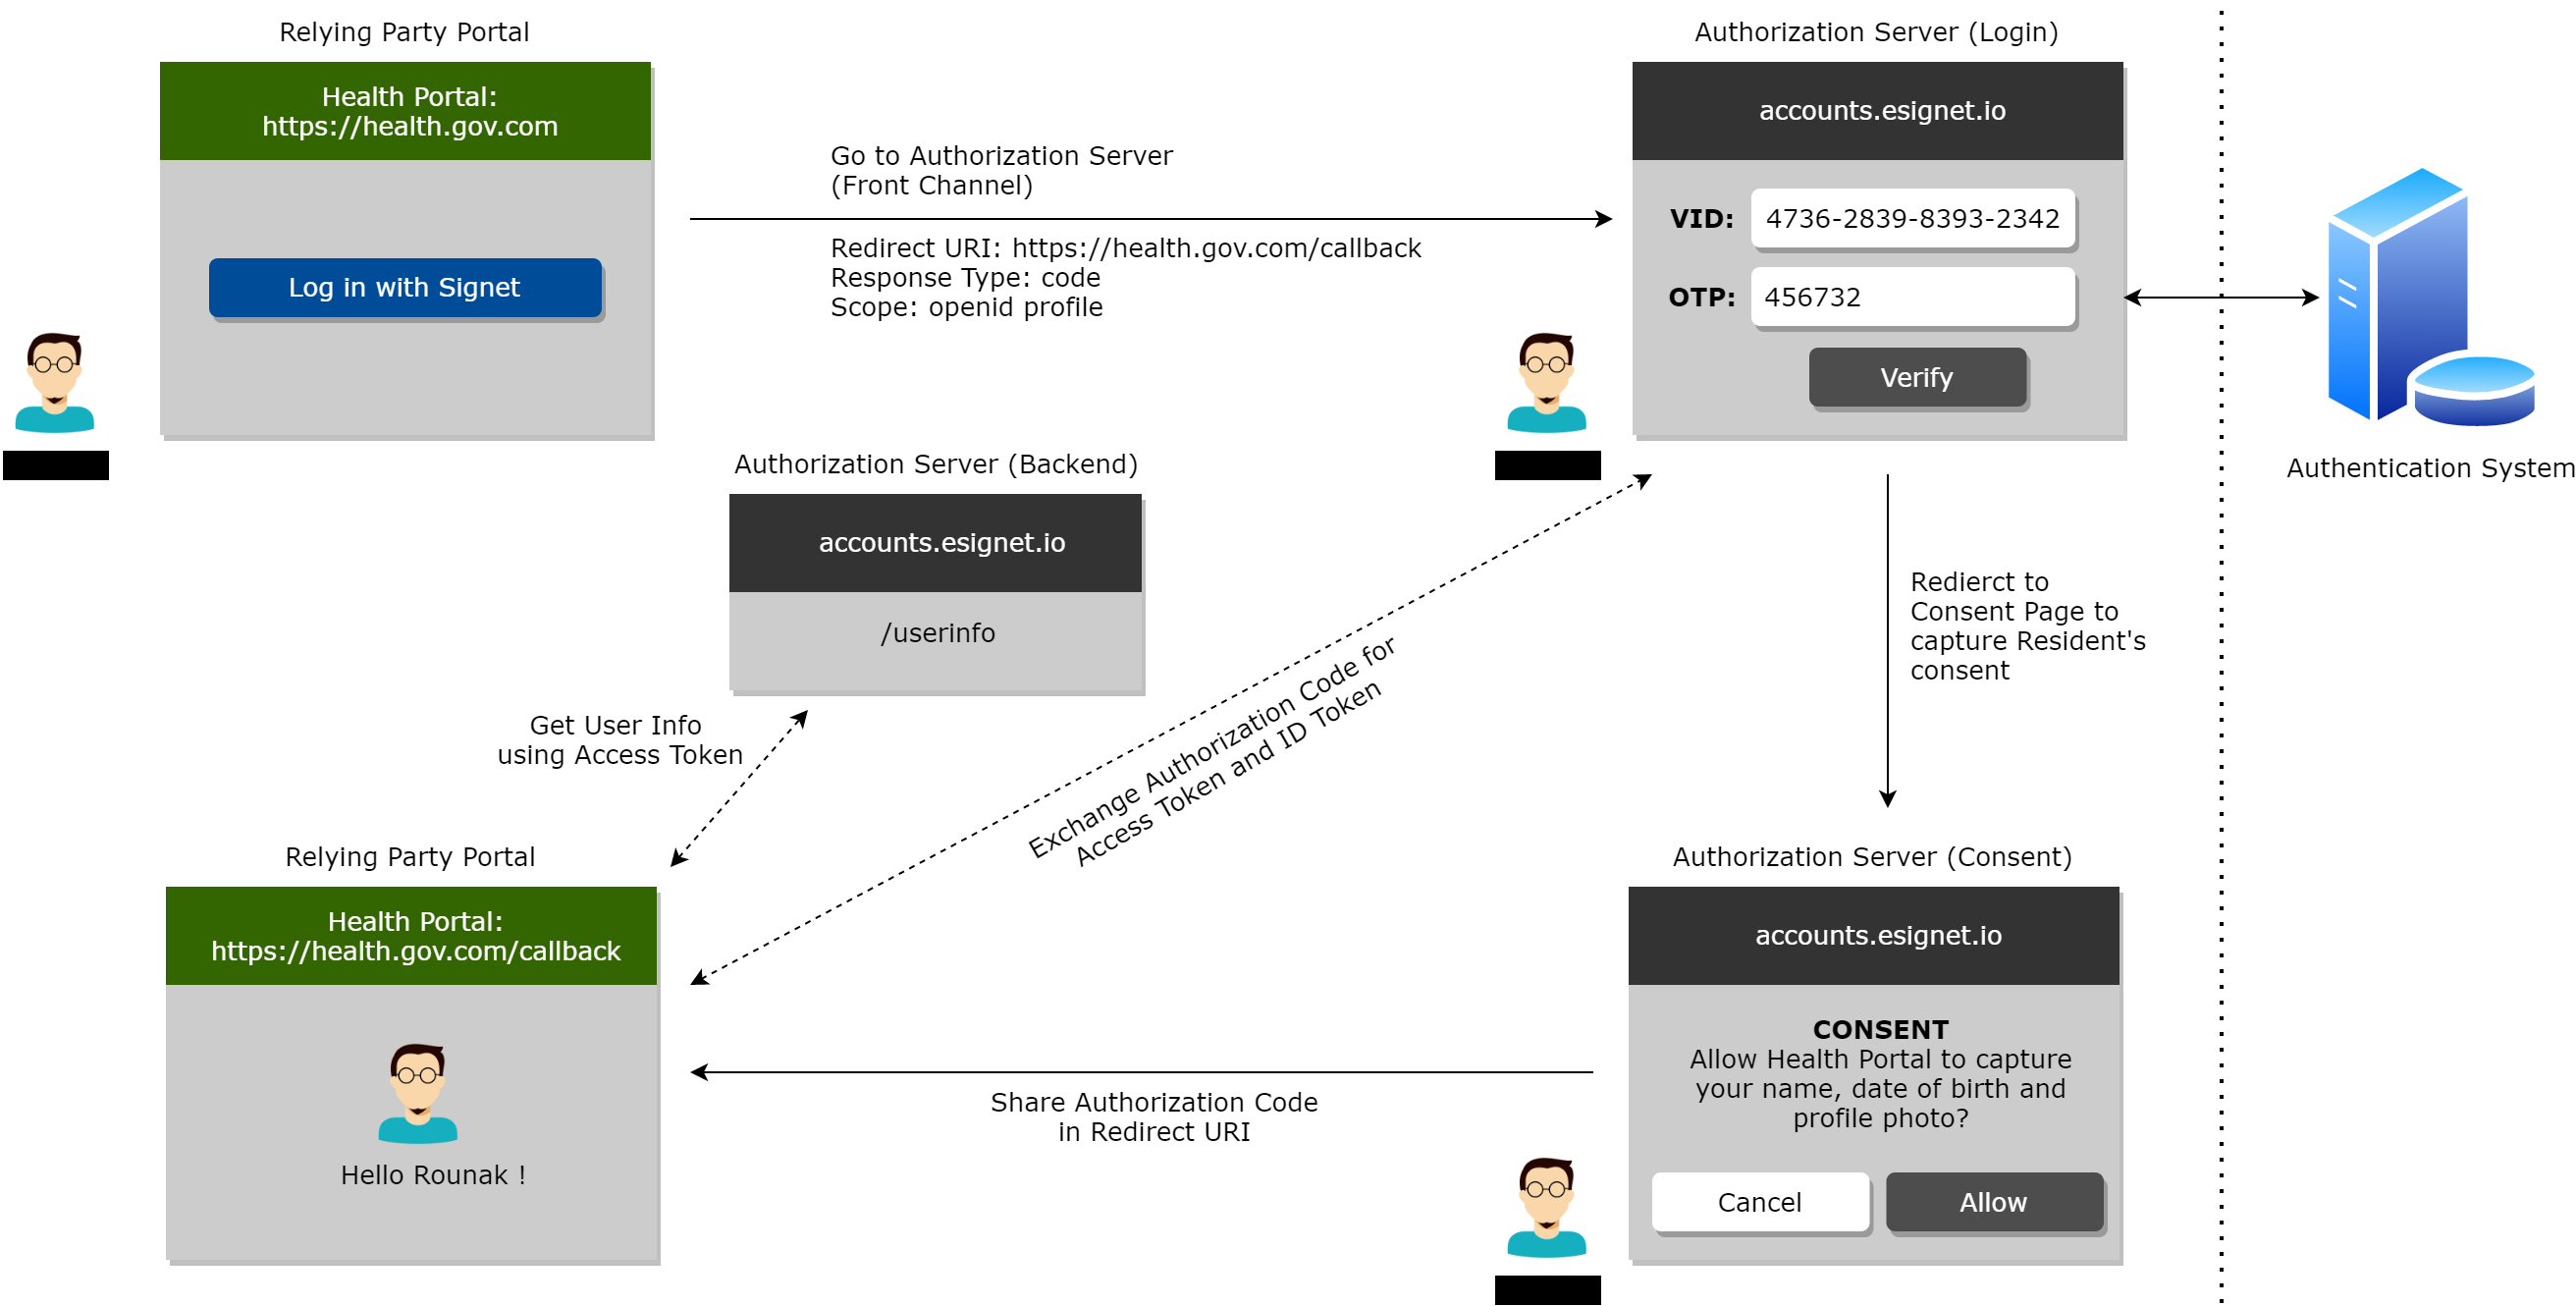 Relying Party Portal
Health Portal:
https://health.gov.com
Log in with Signet
Go to Authorization Server
(Front Channel)
Redirect URI: https://health.gov.com/callback
Response Type: code
Scope: openid profile
Authorization Server (Login)
accounts.esignet.io
VID: 4736-2839-8393-2342
OTP: 456732
Verify
Authentication System
Authorization Server (Backend)
accounts.esignet.io
/userinfo
Redierct to
Consent Page to
capture Resident's
consent
Get User Info
using Access Token
Exchange Authorization Code for
Access Token and ID Token
Relying Party Portal
Health Portal:
https://health.gov.com/callback
Hello Rounak !
Share Authorization Code
in Redirect URI
Authorization Server (Consent)
accounts.esignet.io
CONSENT
Allow Health Portal to capture
your name, date of birth and
profile photo?
Cancel
Allow